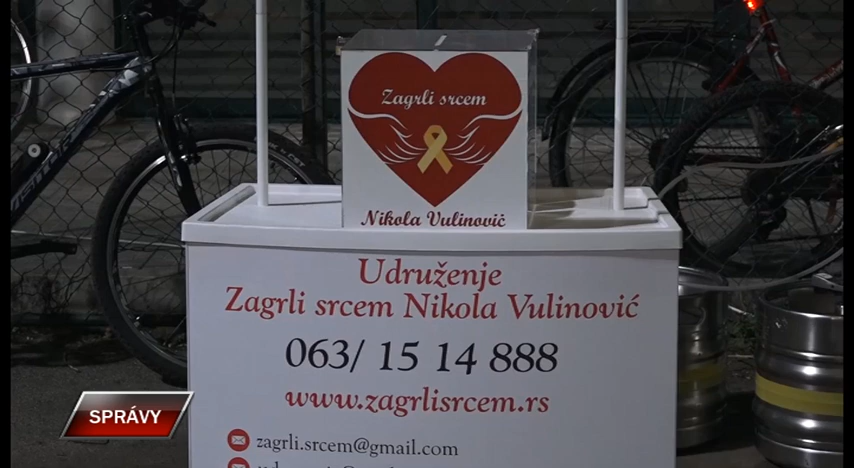 Zagrli srcem
Nikola Vulinović
Udruženje
Zagrli srcem Nikola Vulinović
063/ 15 14 888
www.zagrlisrcem.rs
zagrli.srcem@gmail.com
SPRÁVY